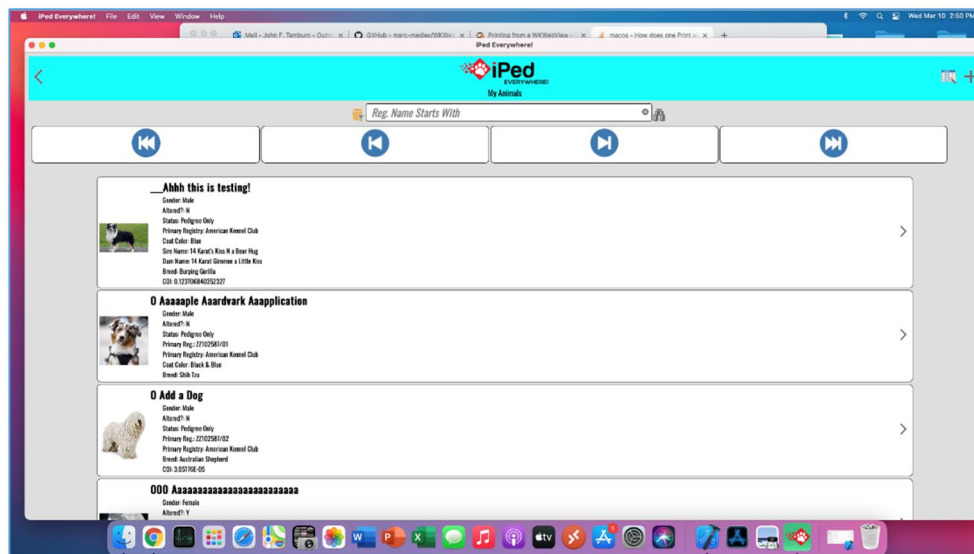 iPed Everywhere! File Edit View Window Help
Wed Mar 10 2:50 PM
Mail - John F. Tamburo - Outlo
GitHub - marc-medley/WKWeb
Printing from a WKWebView -
macos - How does one Print a
iPed Everywhere!
iPed
EVERYWHERE!
My Animals
Reg. Name Starts With
__Ahhh this is testing!
Gender: Male
Altered?: N
Status: Pedigree Only
Primary Registry: American Kennel Club
Coat Color: Blue
Sire Name: 14 Karat's Kiss N a Bear Hug
Dam Name: 14 Karat Gimmee a Little Kiss
Breed: Burping Gorilla
COI: 0.123706840352327
0 Aaaaaple Aaardvark Aaapplication
Gender: Male
Altered?: N
Status: Pedigree Only
Primary Reg.: ZZ102587/01
Primary Registry: American Kennel Club
Coat Color: Black & Blue
Breed: Shih Tzu
0 Add a Dog
Gender: Male
Altered?: N
Status: Pedigree Only
Primary Reg.: ZZ102587/02
Primary Registry: American Kennel Club
Breed: Australian Shepherd
COI: 3.05176E-05
000 Aaaaaaaaaaaaaaaaaaaaaaaa
Gender: Female
Altered?: Y
tv